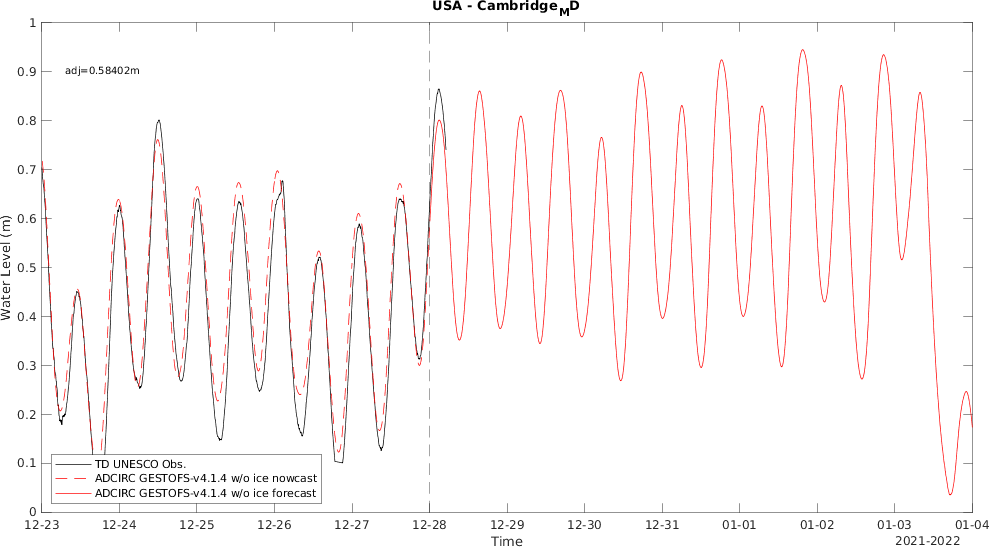 USA - Cambridge_MD
adj=0.58402m
Water Level (m)
1
0.9
0.8
0.7
0.6
0.5
0.4
0.3
0.2
0.1
0
TD UNESCO Obs.
ADCIRC GESTOFS-v4.1.4 w/o ice nowcast
ADCIRC GESTOFS-v4.1.4 w/o ice forecast
12-23 12-24 12-25 12-26 12-27 12-28 12-29 12-30 12-31 01-01 01-02 01-03 01-04
Time
2021-2022